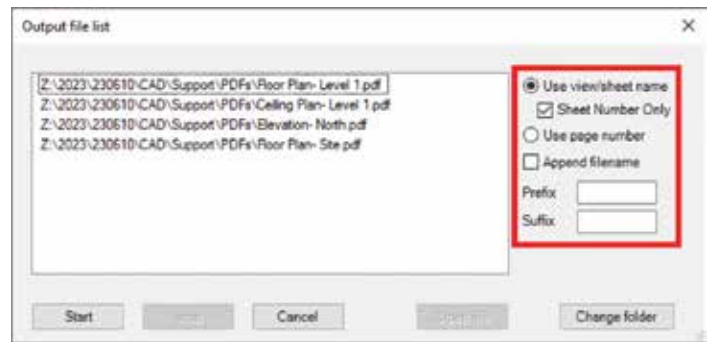 Output file list
Z:\2023\230610\CAD\Support\PDFs\Floor Plan- Level 1.pdf
Z:\2023\230610\CAD\Support\PDFs\Ceiling Plan- Level 1.pdf
Z:\2023\230610\CAD\Support\PDFs\Elevation- North.pdf
Z:\2023\230610\CAD\Support\PDFs\Floor Plan- Site.pdf
Use view/sheet name
Sheet Number Only
Use page number
Append filename
Prefix
Suffix
Start
Cancel
Change folder